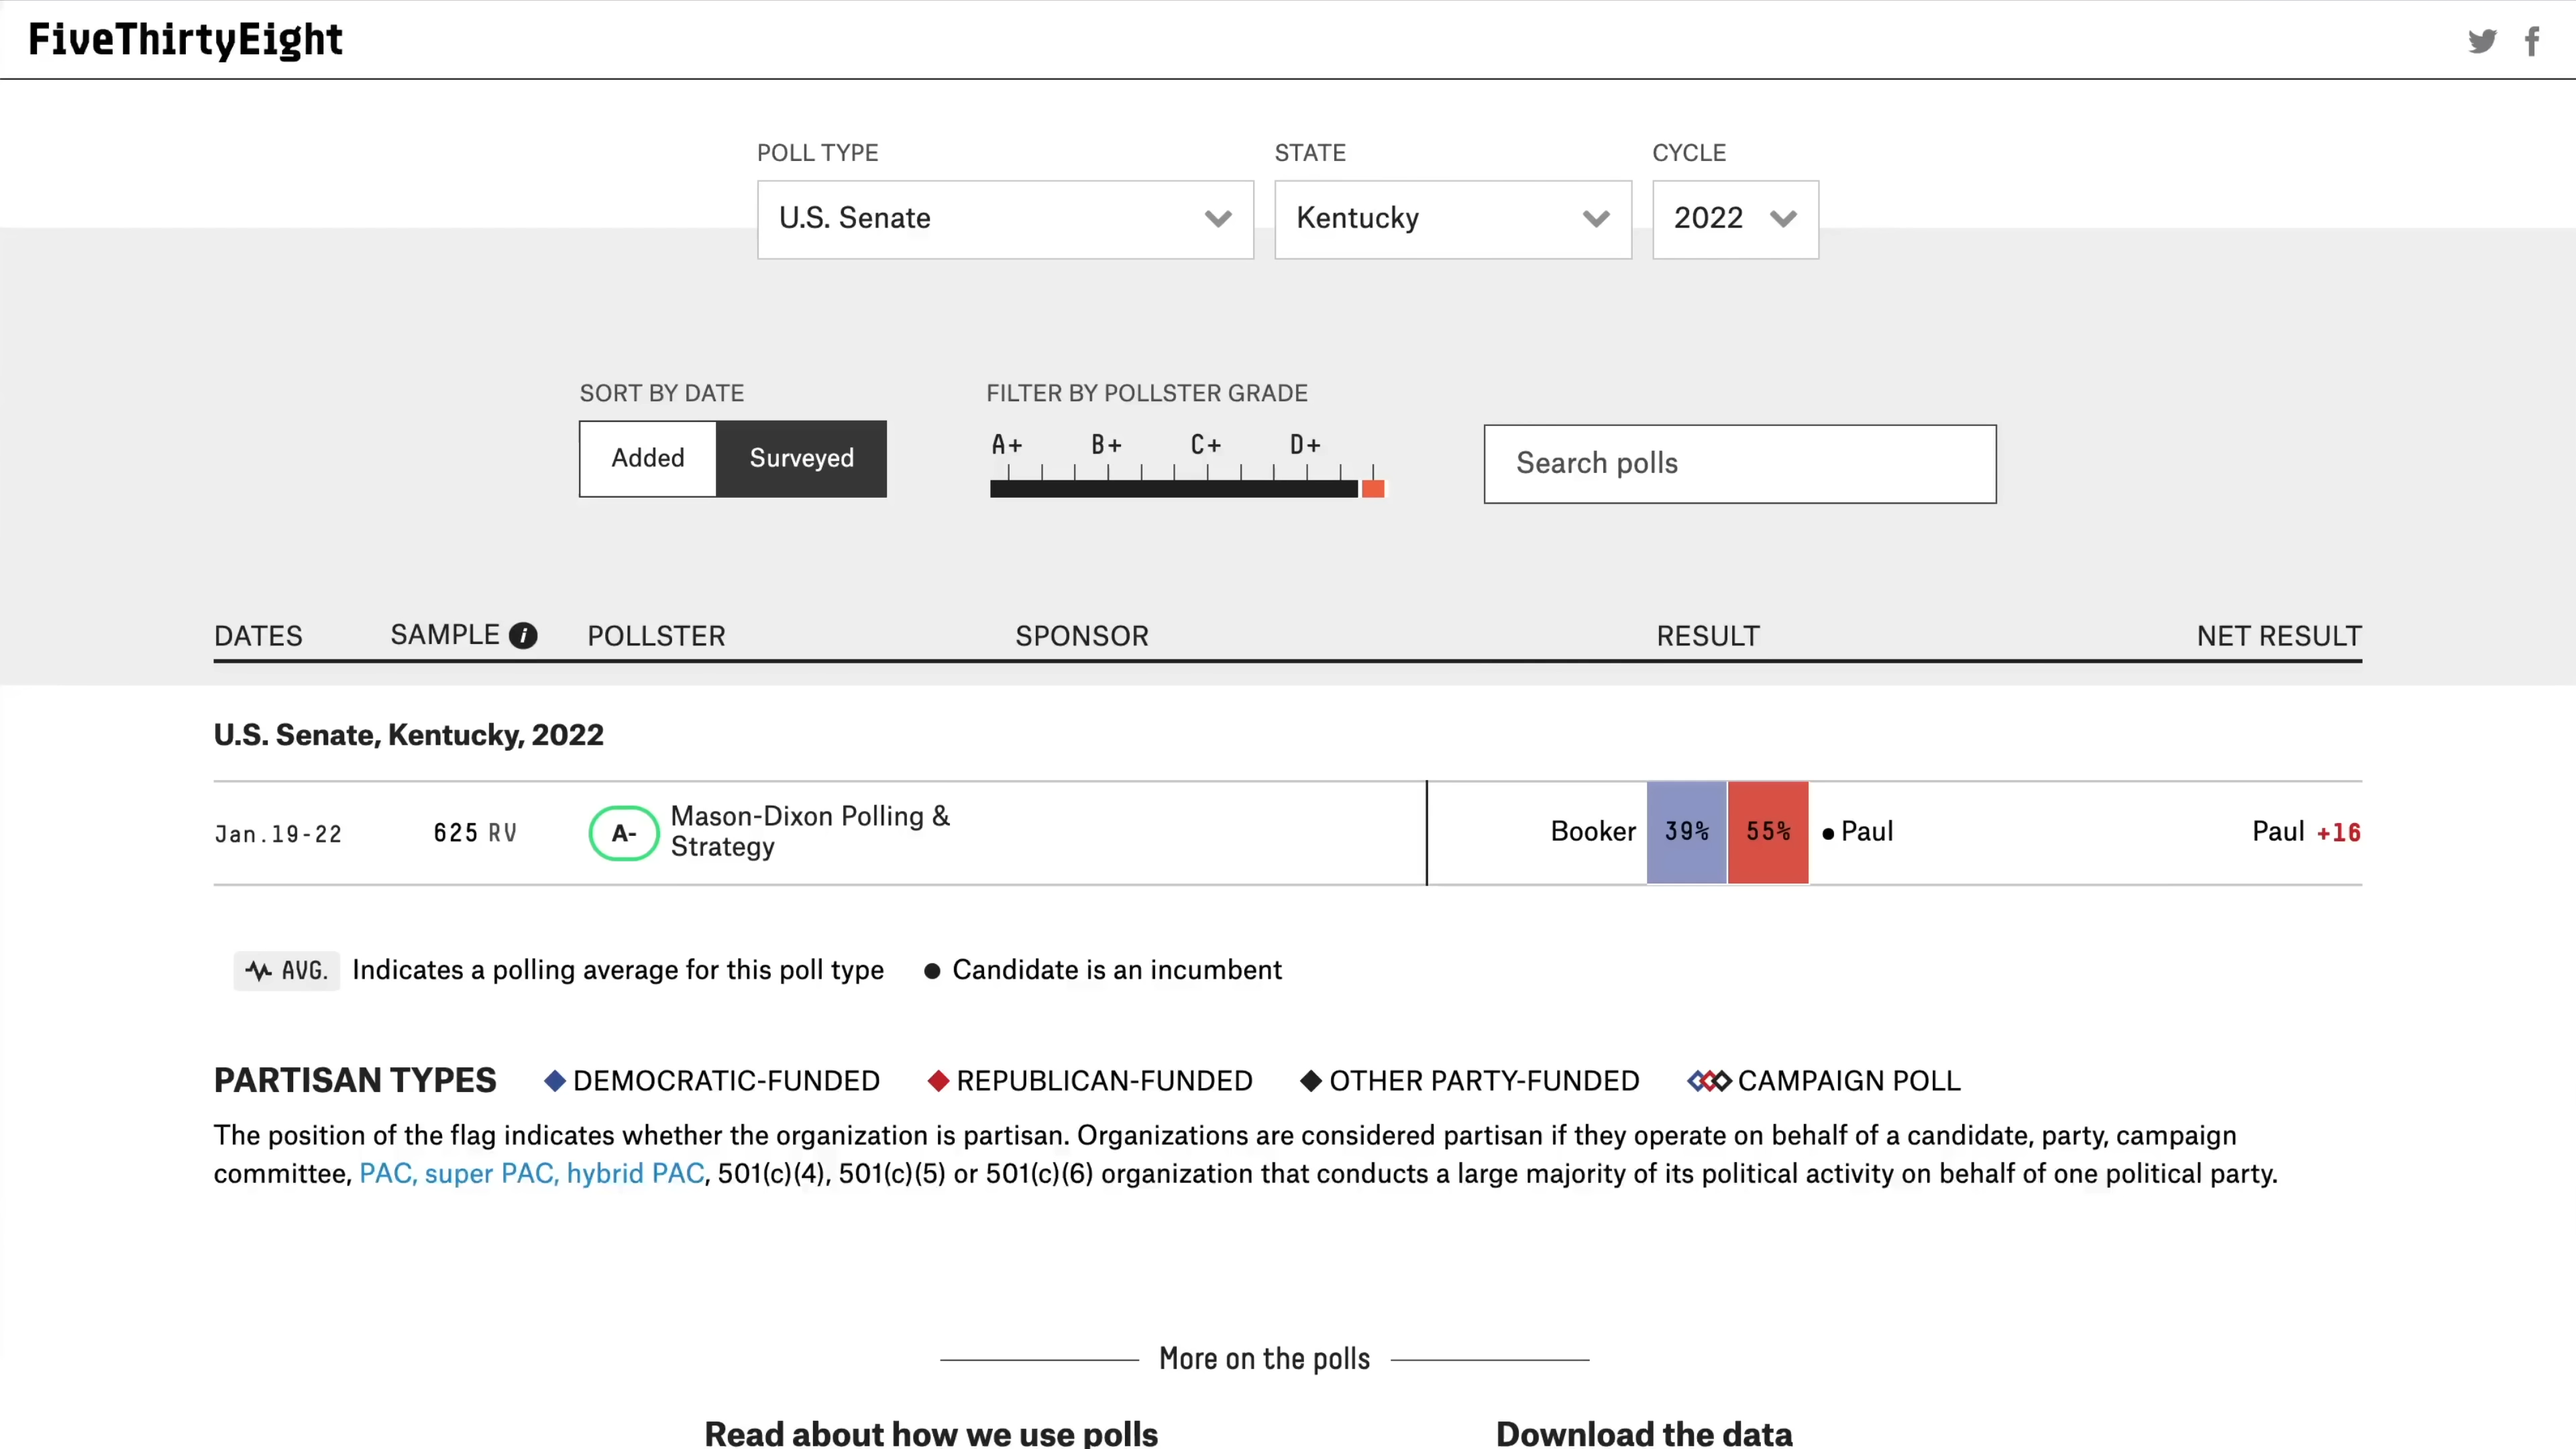 FiveThirtyEight
POLL TYPE
STATE
CYCLE
U.S. Senate
Kentucky
2022
SORT BY DATE
FILTER BY POLLSTER GRADE
Added
Surveyed
A+
B+
C+
D+
Search polls
DATES
SAMPLE i
POLLSTER
SPONSOR
RESULT
NET RESULT
U.S. Senate, Kentucky, 2022
Jan.19-22
625 RV
A-
Mason-Dixon Polling &
Strategy
Booker
39%
55%
Paul
Paul +16
AVG.
Indicates a polling average for this poll type
Candidate is an incumbent
PARTISAN TYPES
DEMOCRATIC-FUNDED
REPUBLICAN-FUNDED
OTHER PARTY-FUNDED
CAMPAIGN POLL
The position of the flag indicates whether the organization is partisan. Organizations are considered partisan if they operate on behalf of a candidate, party, campaign
committee, PAC, super PAC, hybrid PAC, 501(c)(4), 501(c)(5) or 501(c)(6) organization that conducts a large majority of its political activity on behalf of one political party.
More on the polls
Read about how we use polls
Download the data